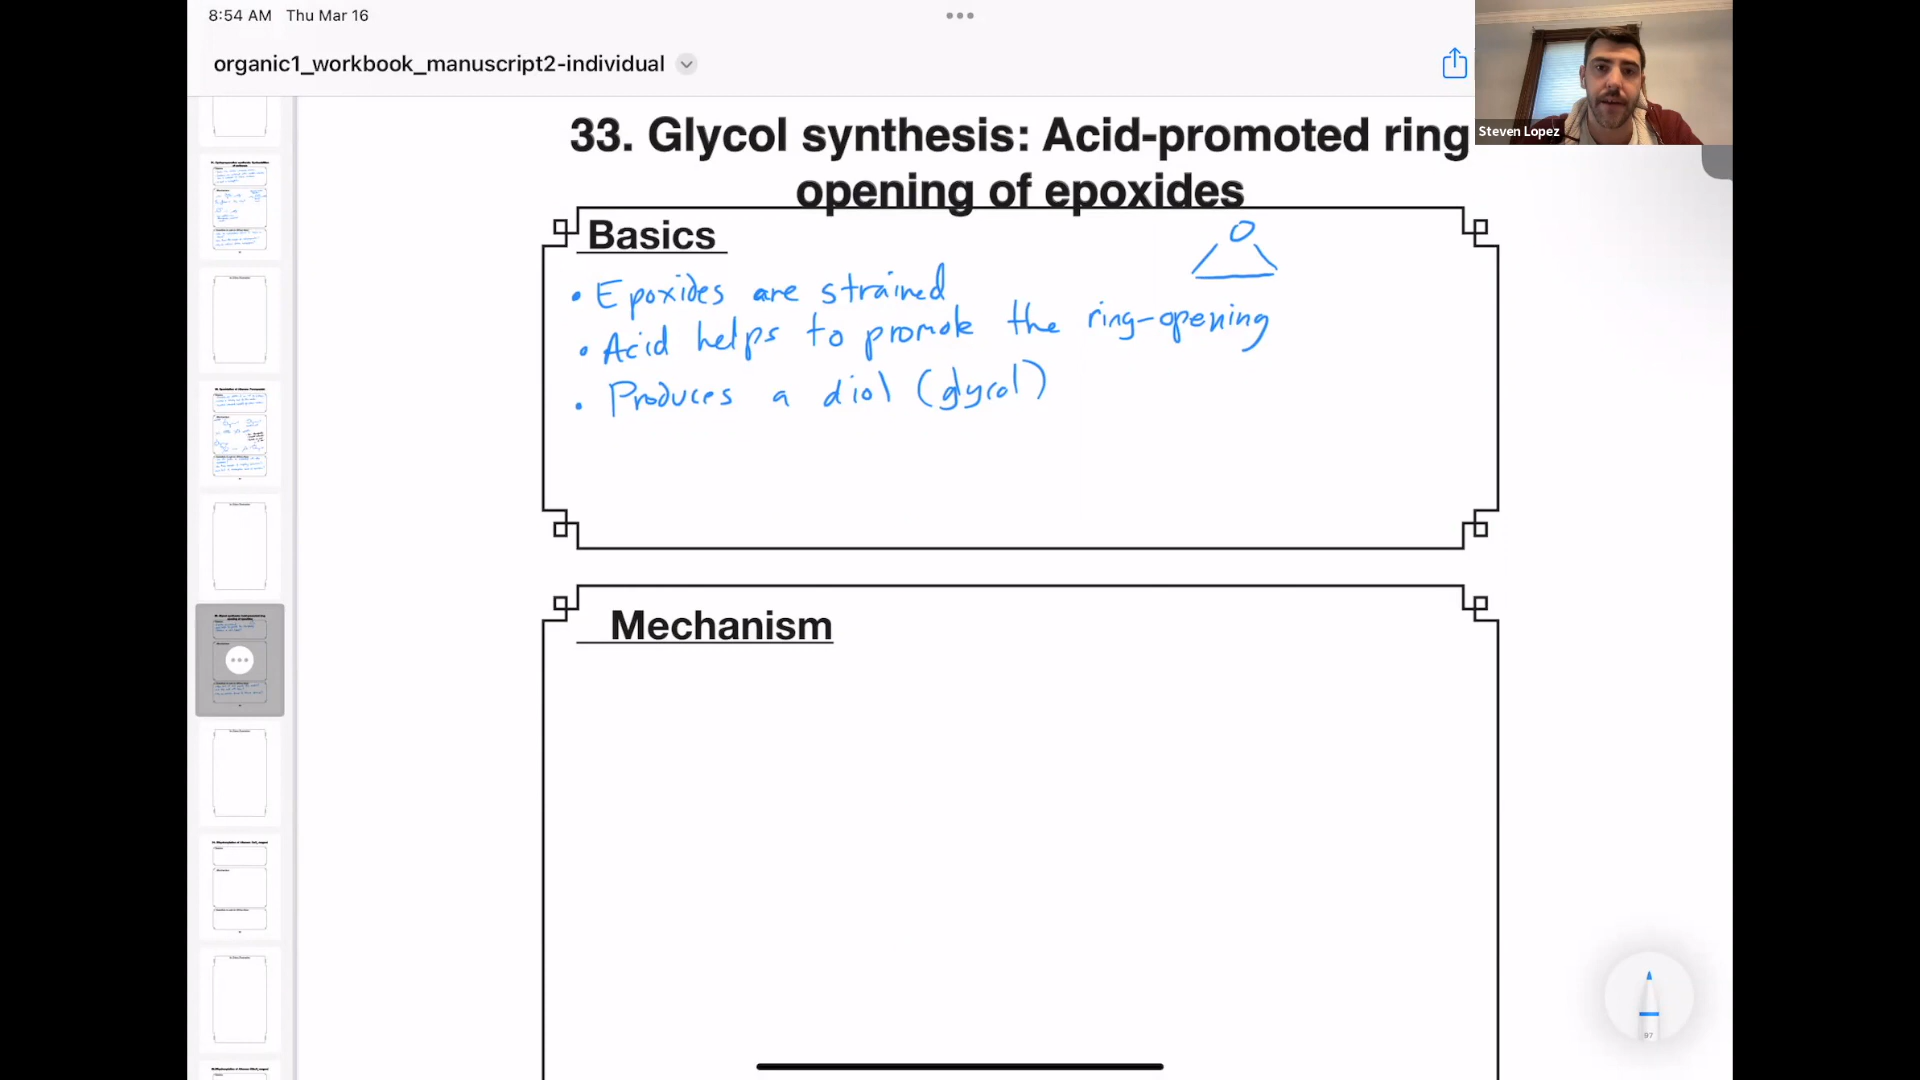 8:54 AM Thu Mar 16
organic1_workbook_manuscript2-individual
Steven Lopez
33. Glycol synthesis: Acid-promoted ring
opening of epoxides
Basics
O
• Epoxides are strained
• Acid helps to promote the ring-opening
• Produces a diol (glycol)
Mechanism
97